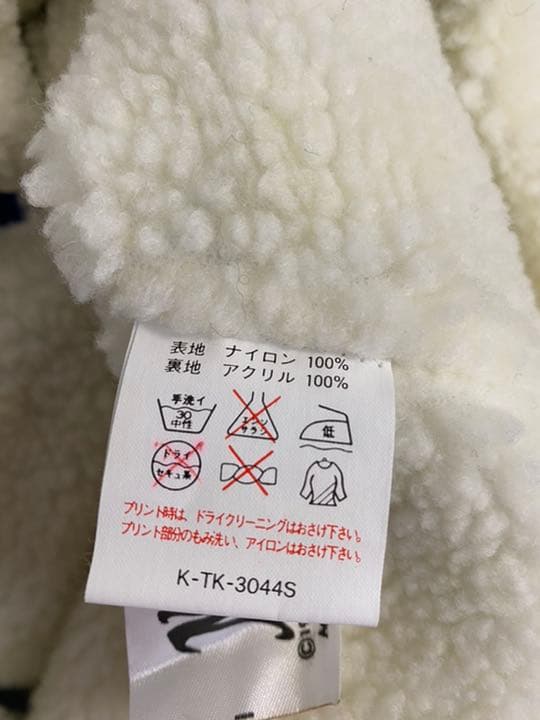 表地 ナイロン 100%
裏地 アクリル 100%
手洗イ
30
中性
エンソ
サラシ
低
ドライ
セキユ系
プリント時は、ドライクリーニングはおさけ下さい。
プリント部分のもみ洗い、アイロンはおさけ下さい。
K-TK-3044S